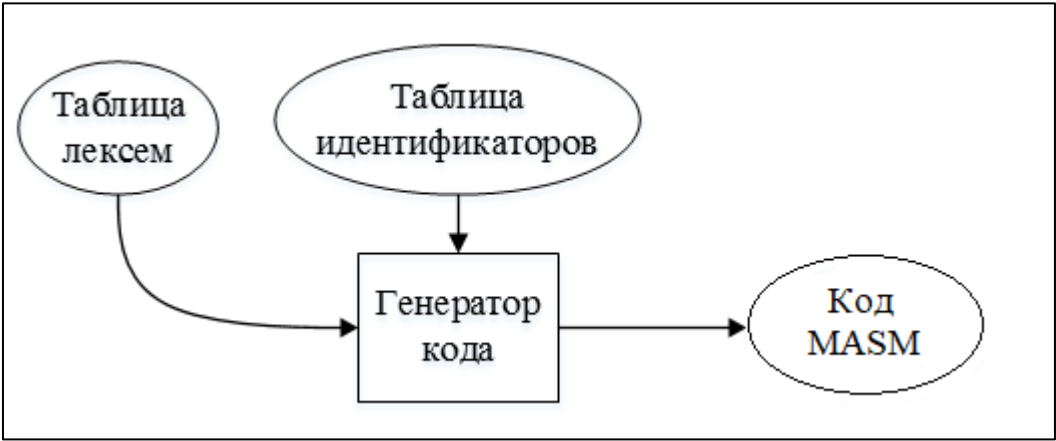 Таблица
лексем
Таблица
идентификаторов
Генератор
кода
Код
MASM